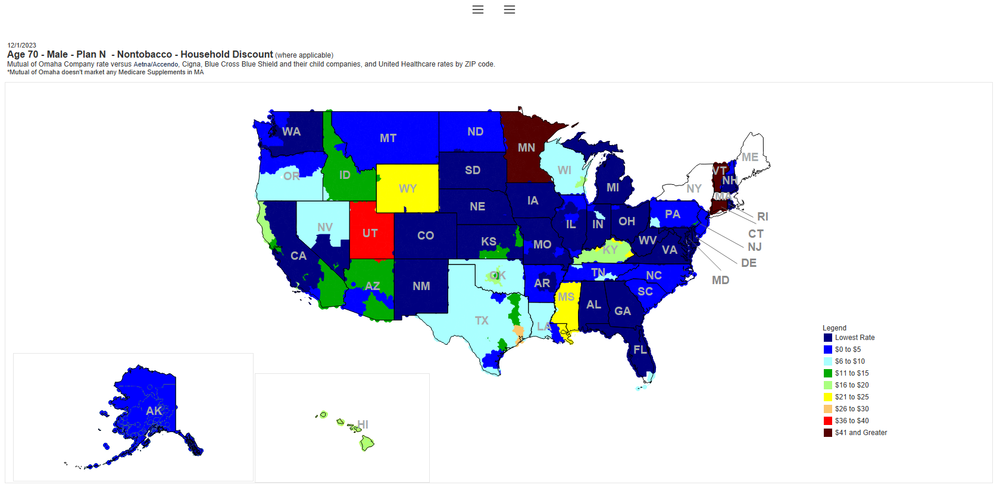 12/1/2023
Age 70 - Male - Plan N  - Nontobacco - Household Discount (where applicable)
Mutual of Omaha Company rate versus Aetna/Accendo, Cigna, Blue Cross Blue Shield and their child companies, and United Healthcare rates by ZIP code.
*Mutual of Omaha doesn't market any Medicare Supplements in MA
WA
MT
ND
MN
ME
VT
NH
OR
ID
SD
WI
WY
MI
NY
MA
IA
NE
PA
RI
NV
UT
CO
IL
IN
OH
CT
KS
MO
WV
NJ
CA
KY
VA
DE
TN
NC
MD
AZ
NM
OK
AR
SC
MS
AL
GA
TX
LA
FL
AK
HI
Legend
Lowest Rate
$0 to $5
$6 to $10
$11 to $15
$16 to $20
$21 to $25
$26 to $30
$36 to $40
$41 and Greater